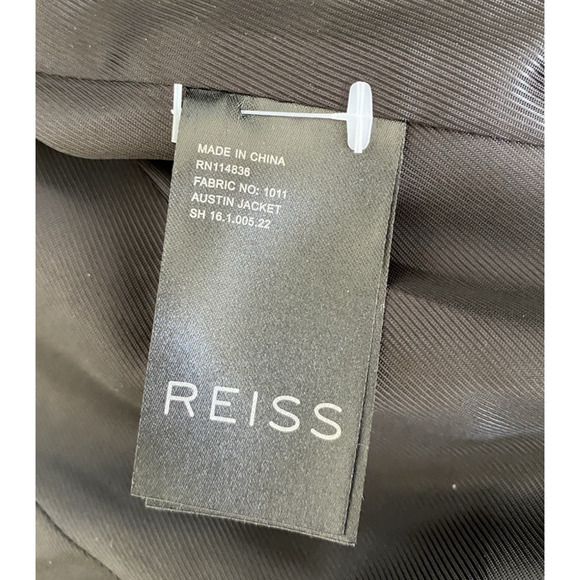 MADE IN CHINA
RN114836
FABRIC NO: 1011
AUSTIN JACKET
SH 16.1.005.22
REISS